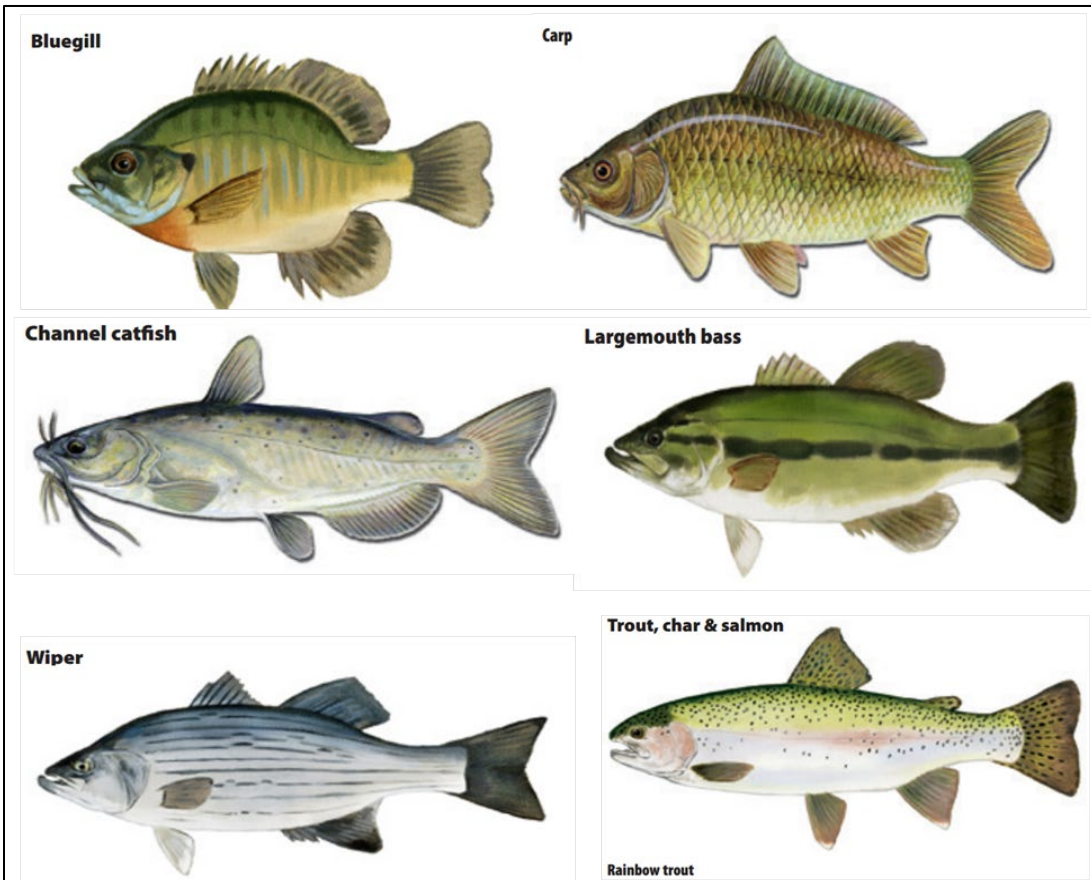 Bluegill
Carp
Channel catfish
Largemouth bass
Wiper
Trout, char & salmon
Rainbow trout